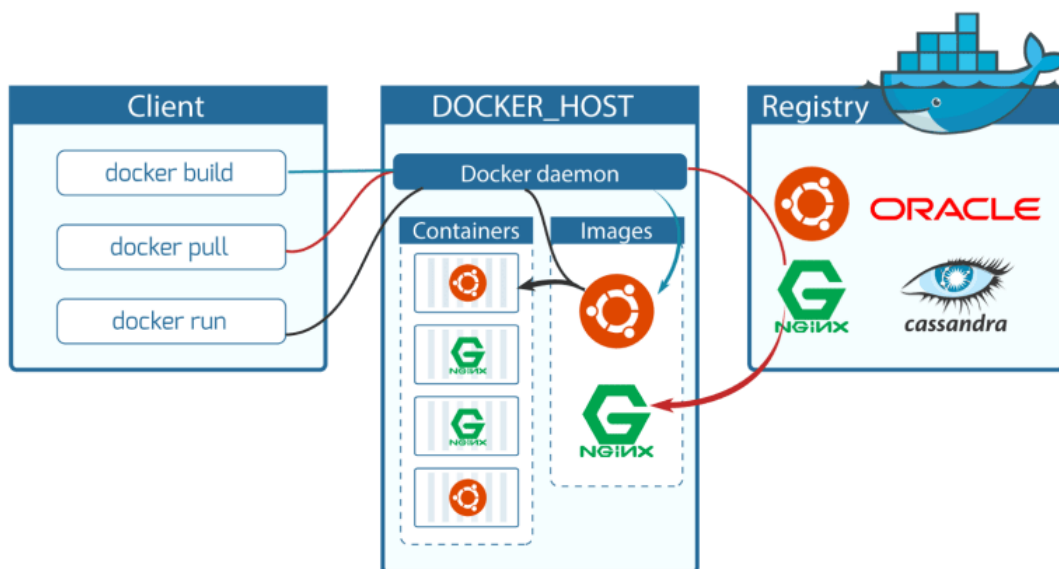 Client
docker build
docker pull
docker run
DOCKER_HOST
Docker daemon
Containers
NGINX
NGINX
Images
NGINX
Registry
ORACLE
NGINX
cassandra